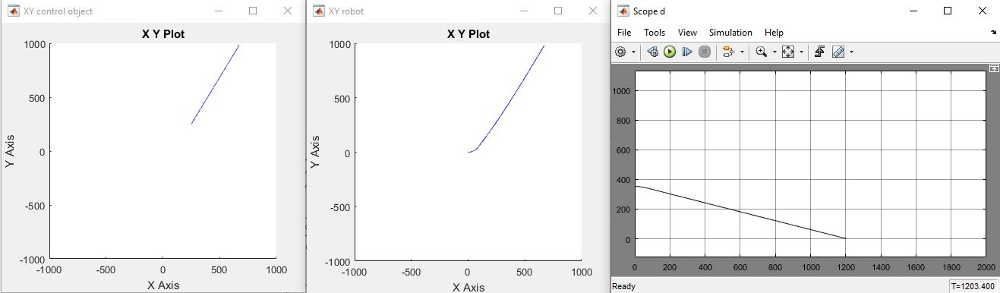 XY control object
X Y Plot
1000
500
0
-500
-1000
-1000
-500
0
500
1000
Y Axis
X Axis
XY robot
X Y Plot
1000
500
0
-500
-1000
-1000
-500
0
500
1000
Y Axis
X Axis
Scope d
File Tools View Simulation Help
1000
800
600
400
200
0
0 200 400 600 800 1000 1200 1400 1600 1800 2000
Ready T=1203.400